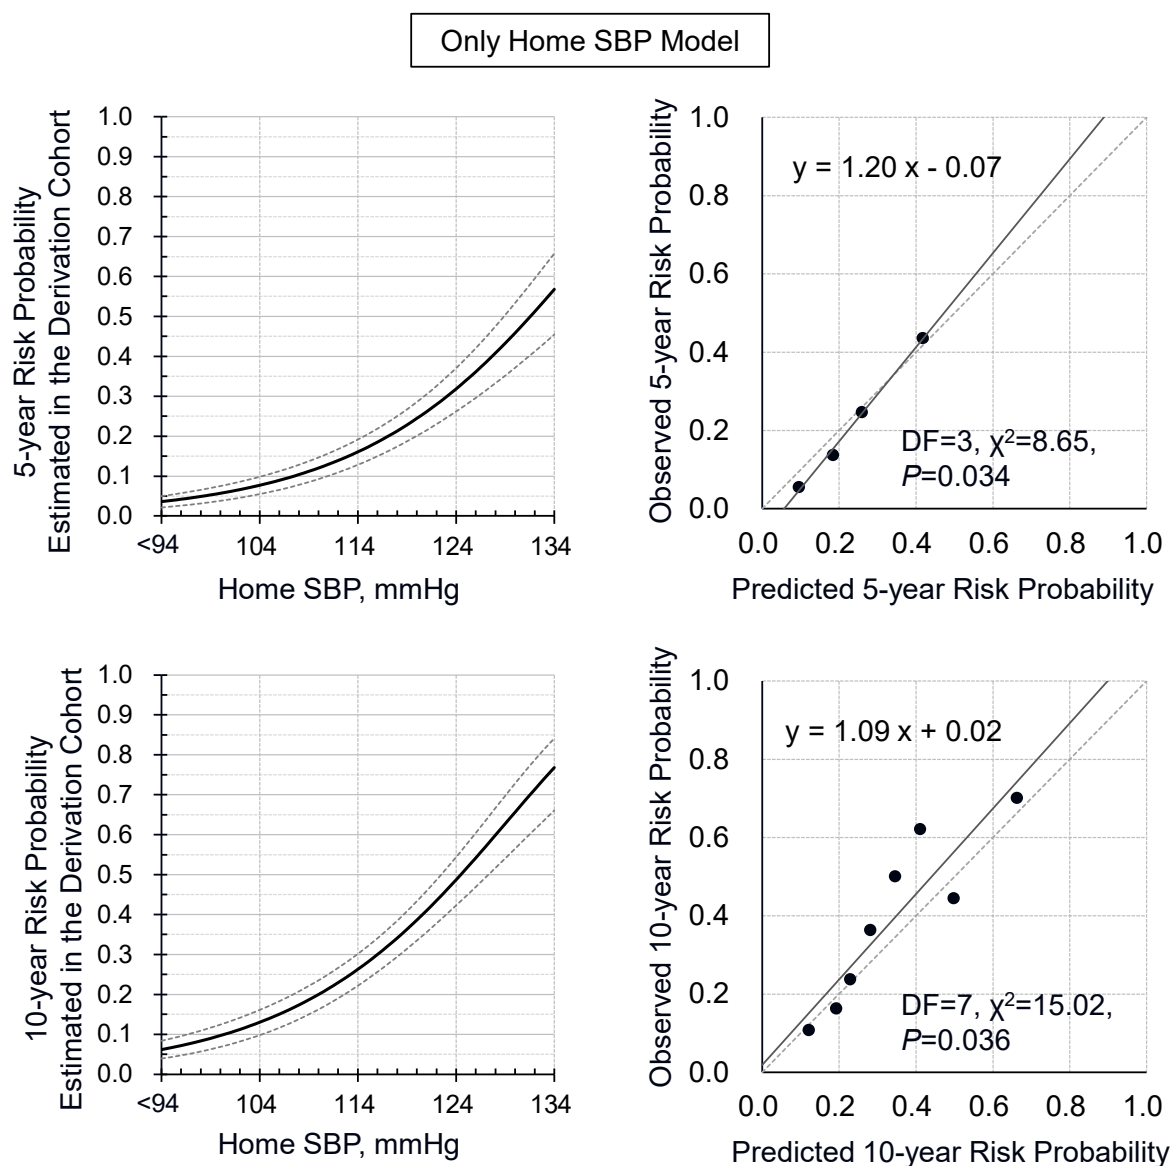 Only Home SBP Model
5-year Risk Probability
Estimated in the Derivation Cohort
1.0
0.9
0.8
0.7
0.6
0.5
0.4
0.3
0.2
0.1
0.0
<94 104 114 124 134
Home SBP, mmHg
Observed 5-year Risk Probability
1.0
0.8
0.6
0.4
0.2
0.0
y = 1.20 x - 0.07
DF=3, χ²=8.65,
P=0.034
0.0 0.2 0.4 0.6 0.8 1.0
Predicted 5-year Risk Probability
10-year Risk Probability
Estimated in the Derivation Cohort
1.0
0.9
0.8
0.7
0.6
0.5
0.4
0.3
0.2
0.1
0.0
<94 104 114 124 134
Home SBP, mmHg
Observed 10-year Risk Probability
1.0
0.8
0.6
0.4
0.2
0.0
y = 1.09 x + 0.02
DF=7, χ²=15.02,
P=0.036
0.0 0.2 0.4 0.6 0.8 1.0
Predicted 10-year Risk Probability